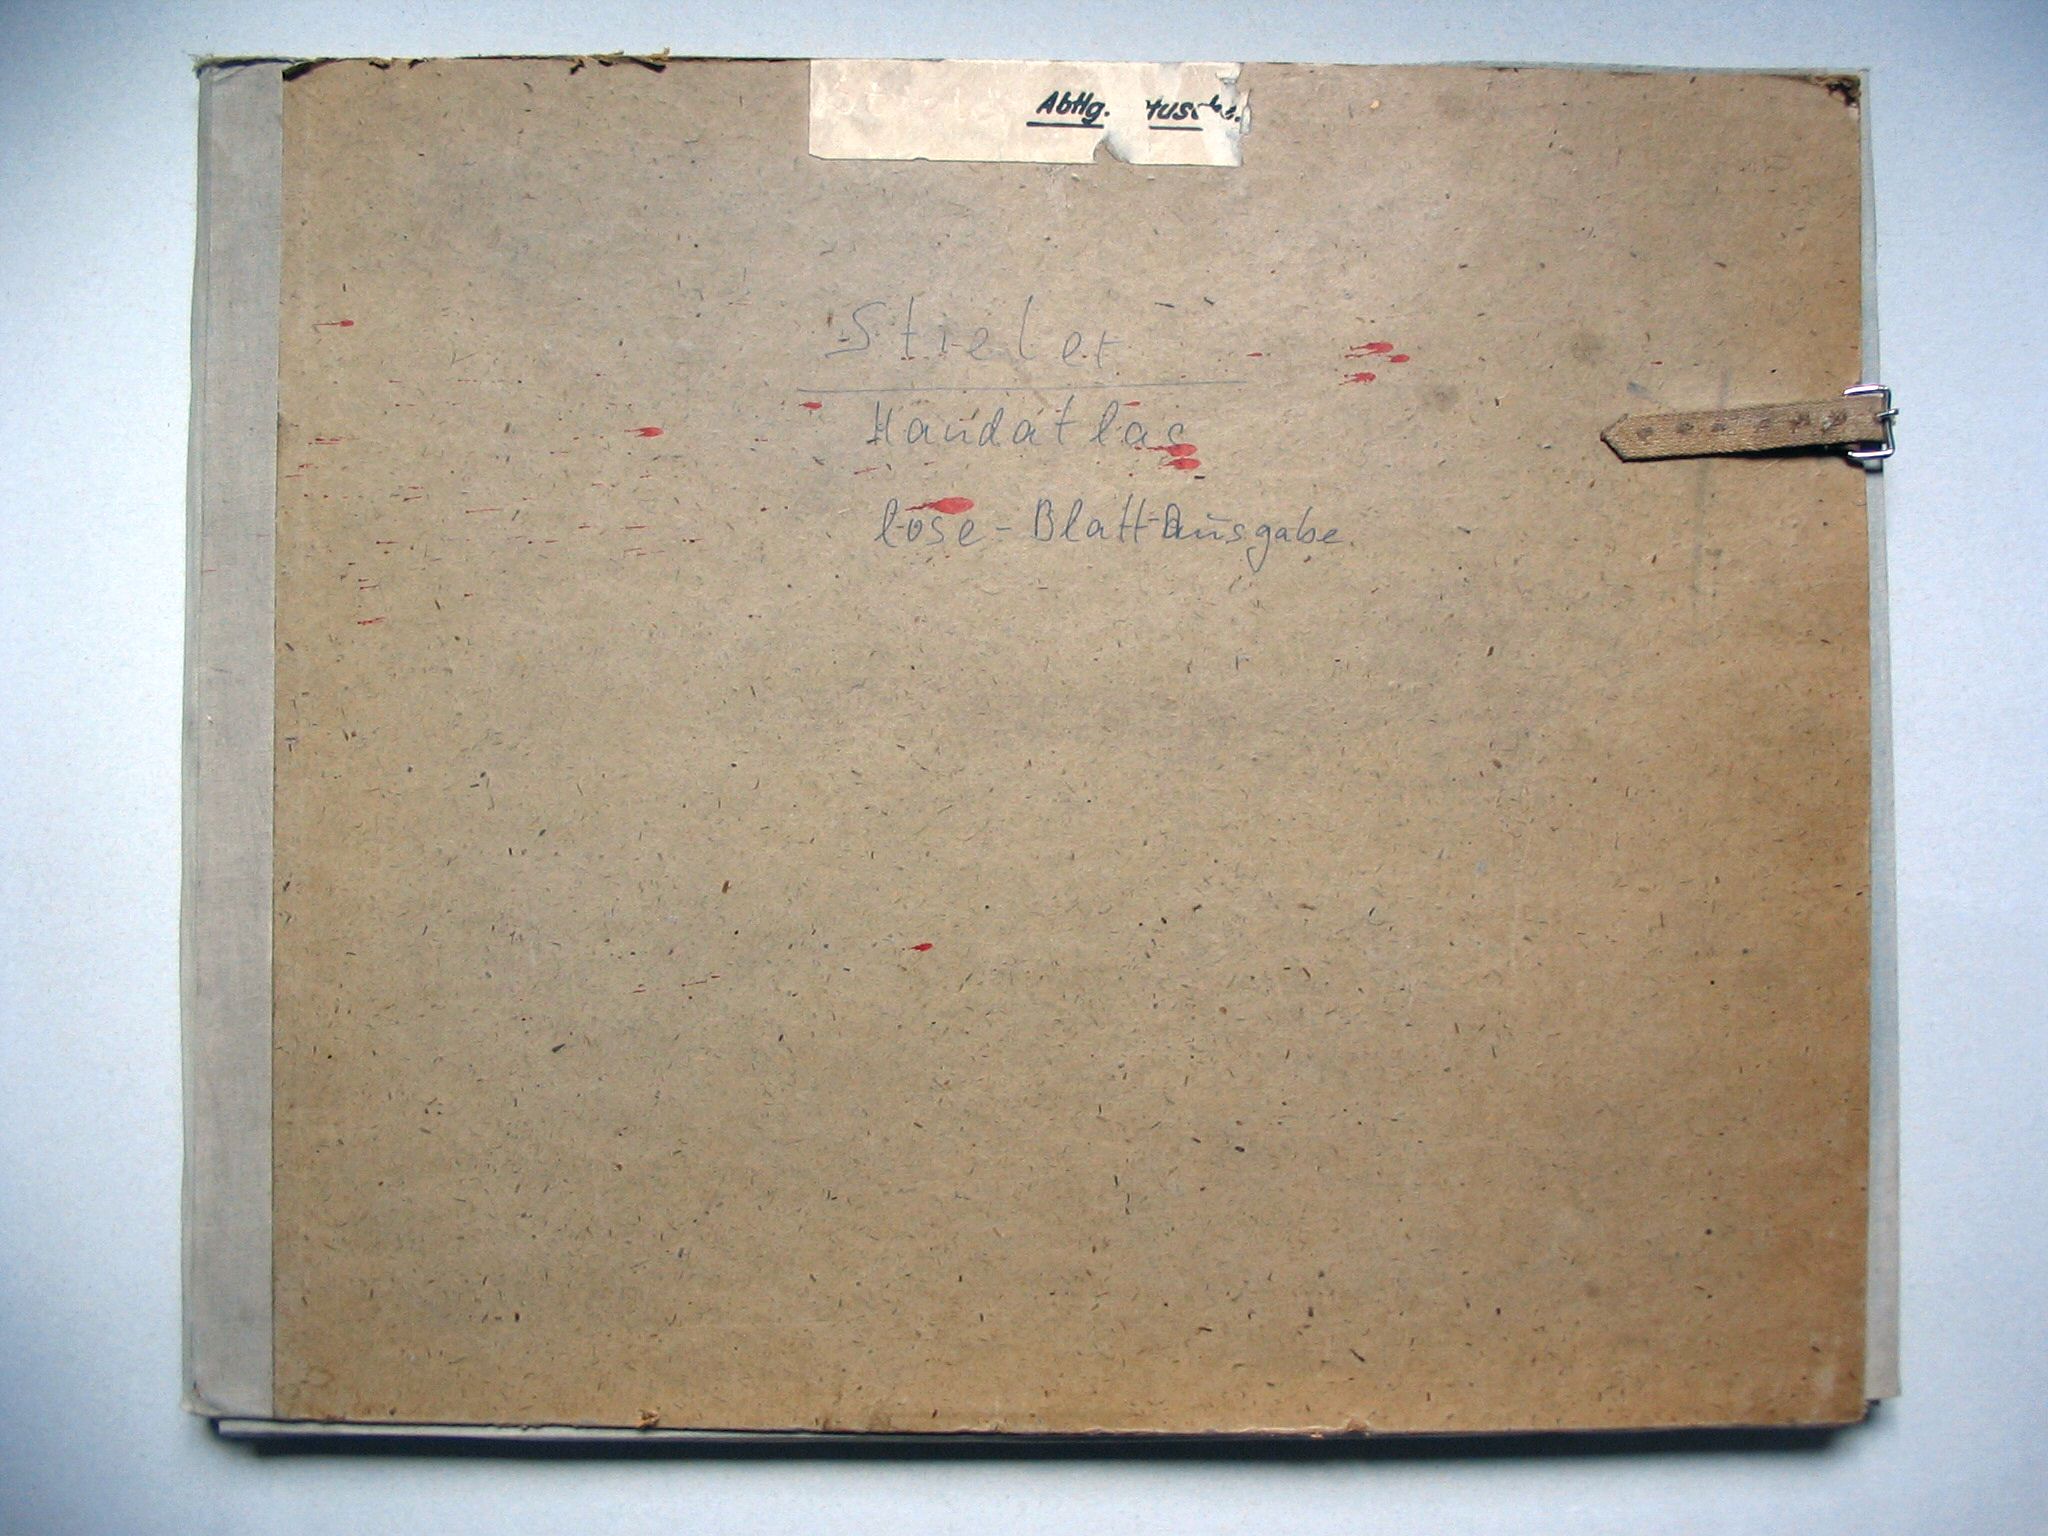 Abtlg.
Stieler
Handatlas
lose-Blatt-Ausgabe.